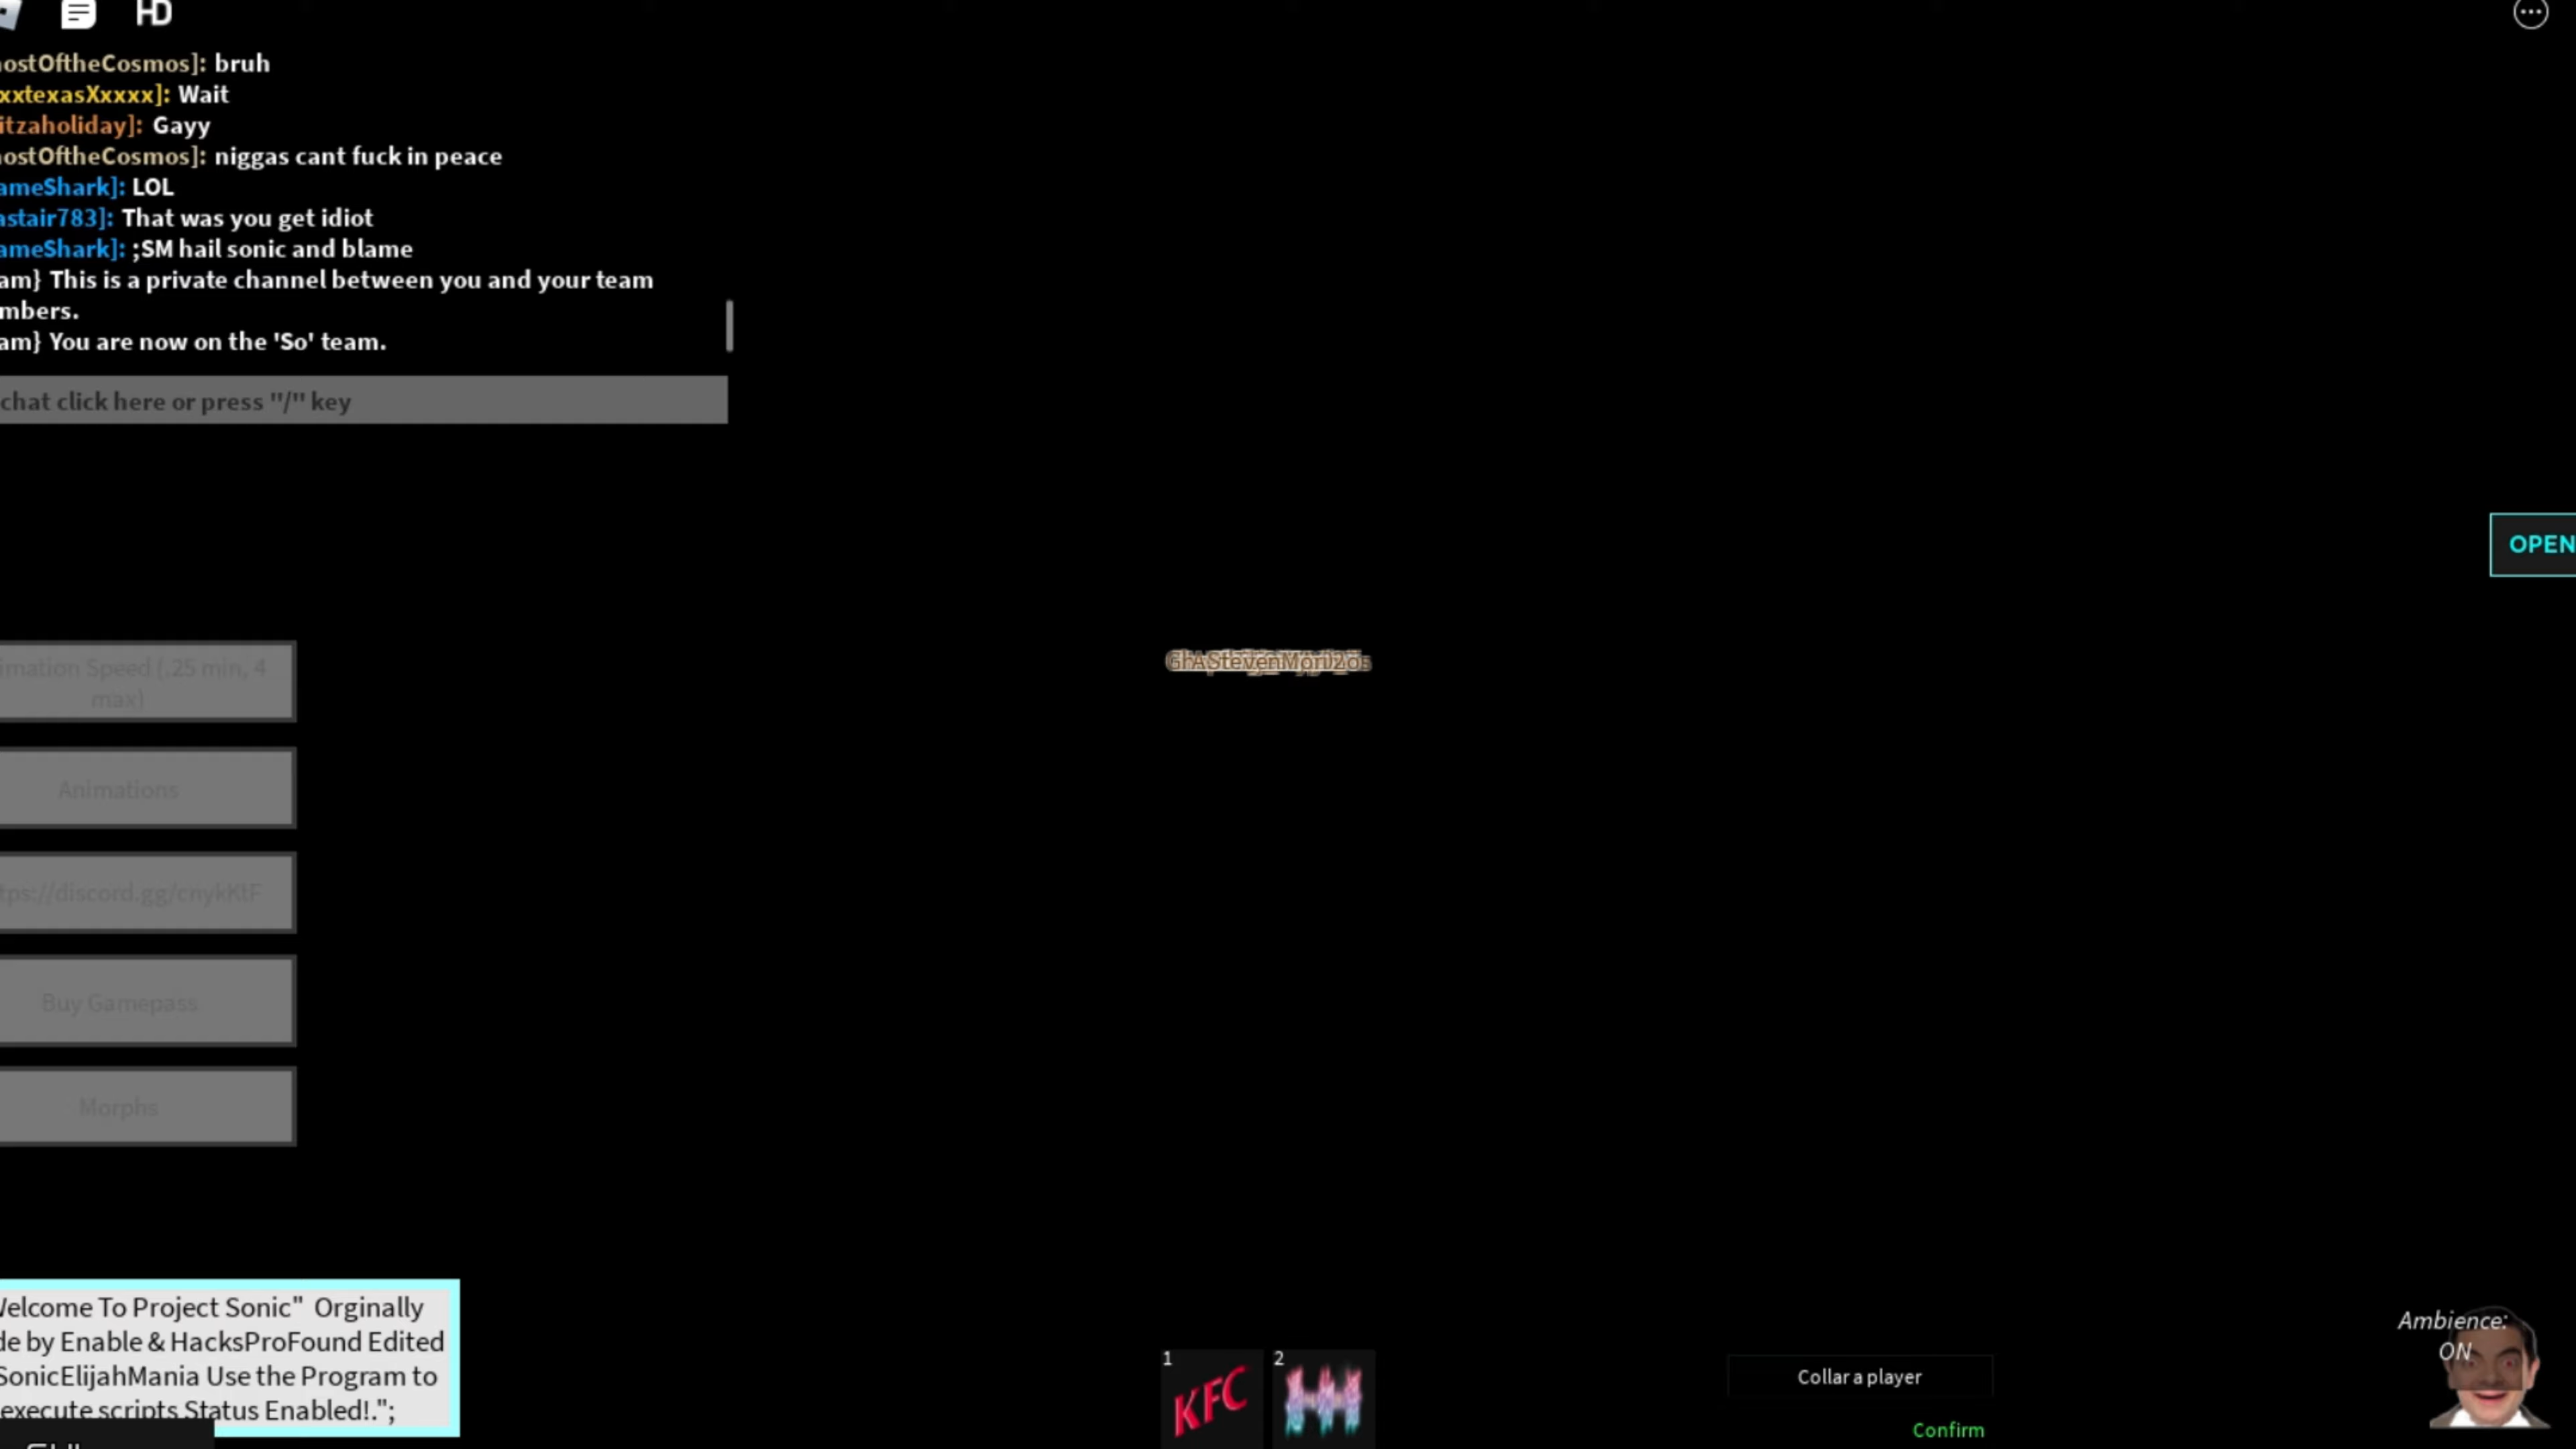 HD
ostOftheCosmos]: bruh
xxtexasXxxxx]: Wait
itzaholiday]: Gayy
ostOftheCosmos]: niggas cant fuck in peace
ameShark]: LOL
astair783]: That was you get idiot
ameShark]: ;SM hail sonic and blame
am} This is a private channel between you and your team
mbers.
am} You are now on the 'So' team.
chat click here or press "/" key
OPEN
imation Speed (.25 min, 4
max)
Animations
tps://discord.gg/cnykKtF
Buy Gamepass
Morphs
Welcome To Project Sonic" Orginally
de by Enable & HacksProFound Edited
SonicElijahMania Use the Program to
execute scripts Status Enabled!.";
1
KFC
2
Collar a player
Confirm
Ambience:
ON